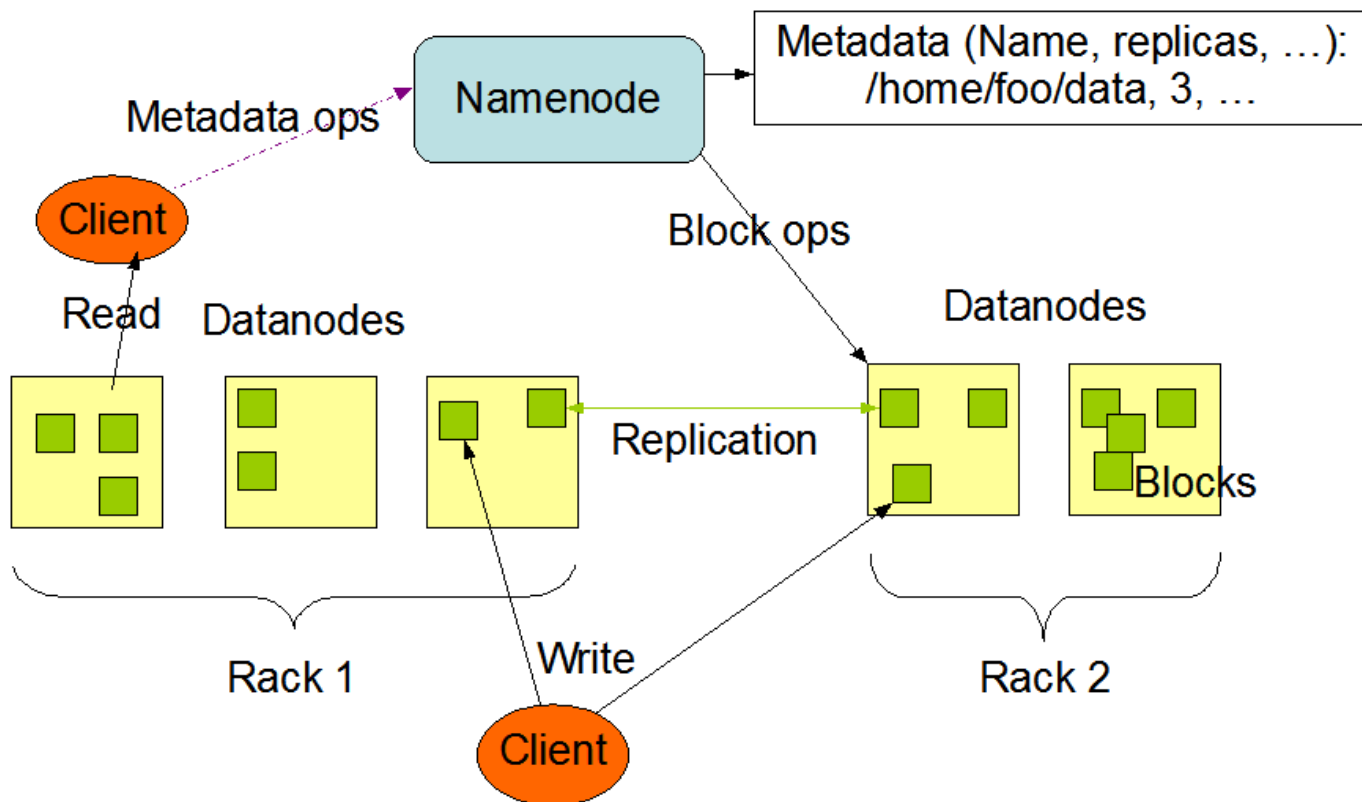 Metadata (Name, replicas, …):
/home/foo/data, 3, …
Namenode
Metadata ops
Client
Block ops
Read
Datanodes
Datanodes
Replication
Blocks
Rack 1
Write
Rack 2
Client